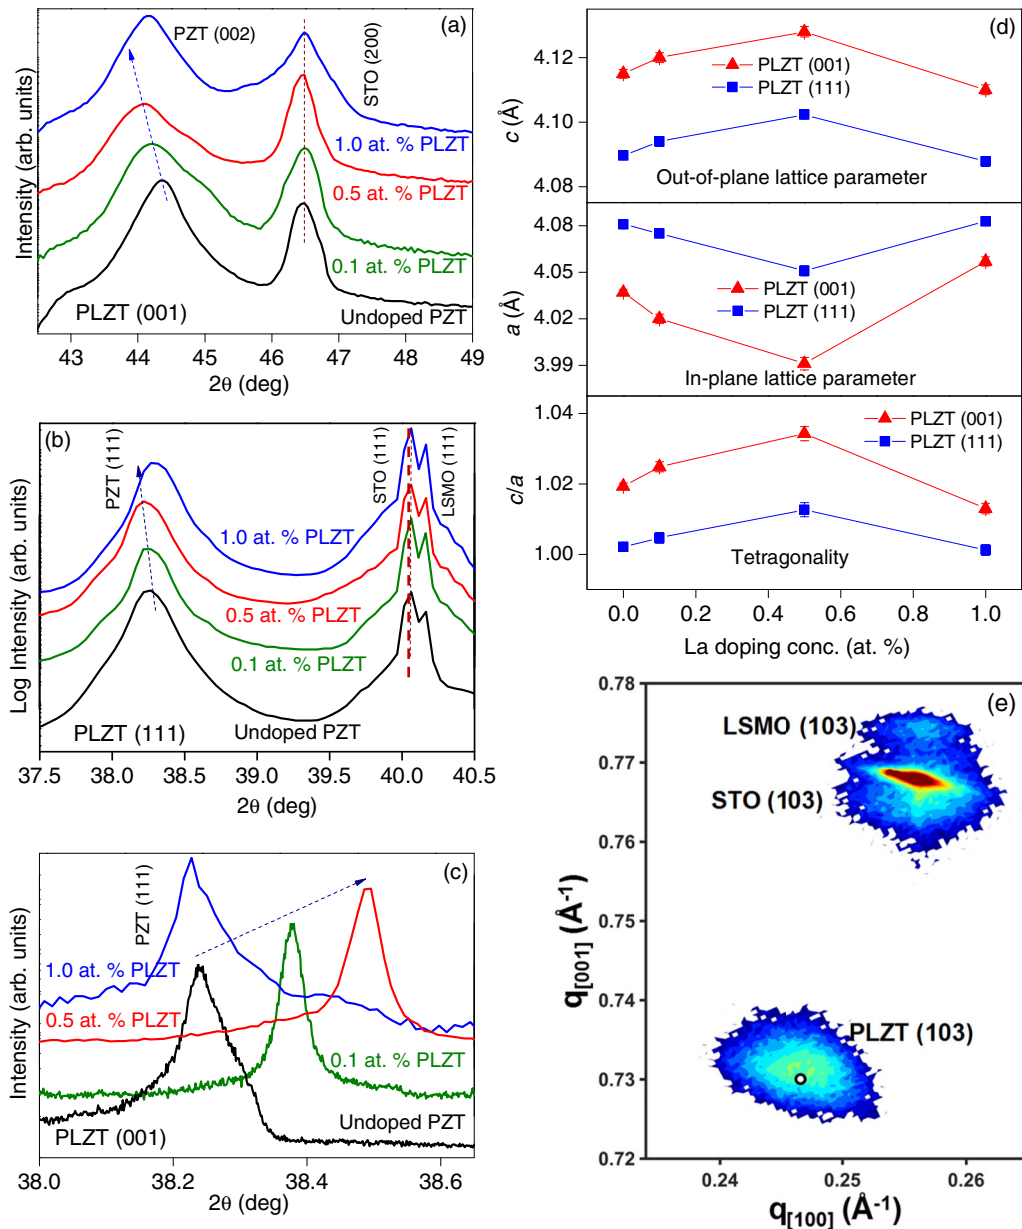 (a)
PZT (002)
STO (200)
1.0 at. % PLZT
0.5 at. % PLZT
0.1 at. % PLZT
Undoped PZT
PLZT (001)
Intensity (arb. units)
43 44 45 46 47 48 49
2θ (deg)
(b)
PZT (111)
STO (111)
LSMO (111)
1.0 at. % PLZT
0.5 at. % PLZT
0.1 at. % PLZT
Undoped PZT
PLZT (111)
Log Intensity (arb. units)
37.5 38.0 38.5 39.0 39.5 40.0 40.5
2θ (deg)
(c)
PZT (111)
1.0 at. % PLZT
0.5 at. % PLZT
0.1 at. % PLZT
Undoped PZT
PLZT (001)
Intensity (arb. units)
38.0 38.2 38.4 38.6
2θ (deg)
(d)
4.12
4.10
4.08
c (Å)
PLZT (001)
PLZT (111)
Out-of-plane lattice parameter
4.08
4.05
4.02
3.99
a (Å)
PLZT (001)
PLZT (111)
In-plane lattice parameter
1.04
1.02
1.00
c/a
PLZT (001)
PLZT (111)
Tetragonality
0.0 0.2 0.4 0.6 0.8 1.0
La doping conc. (at. %)
(e)
0.78
0.77
0.76
0.75
0.74
0.73
0.72
q[001] (Å-1)
LSMO (103)
STO (103)
PLZT (103)
0.24 0.25 0.26
q[100] (Å-1)